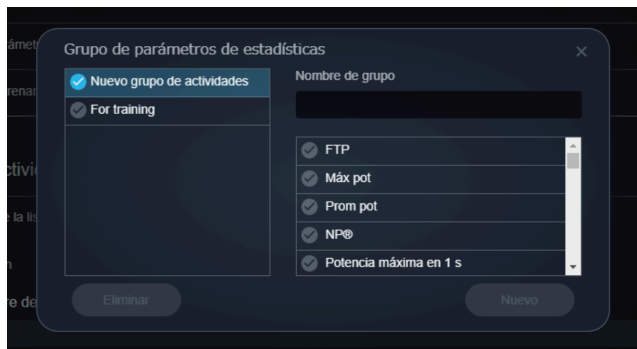 Grupo de parámetros de estadísticas
Nuevo grupo de actividades
For training
Nombre de grupo
FTP
Máx pot
Prom pot
NP®
Potencia máxima en 1 s
Eliminar
Nuevo